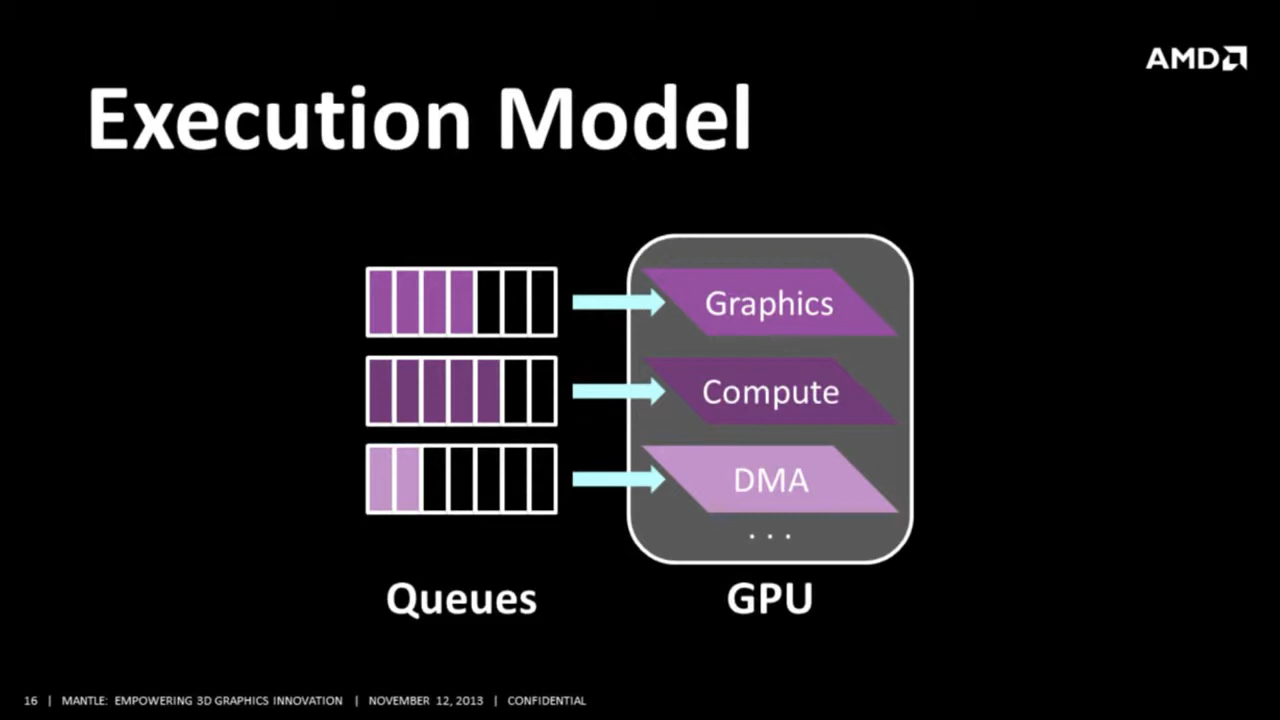 AMD
Execution Model
Graphics
Compute
DMA
. . .
Queues
GPU
16 | MANTLE: EMPOWERING 3D GRAPHICS INNOVATION | NOVEMBER 12, 2013 | CONFIDENTIAL